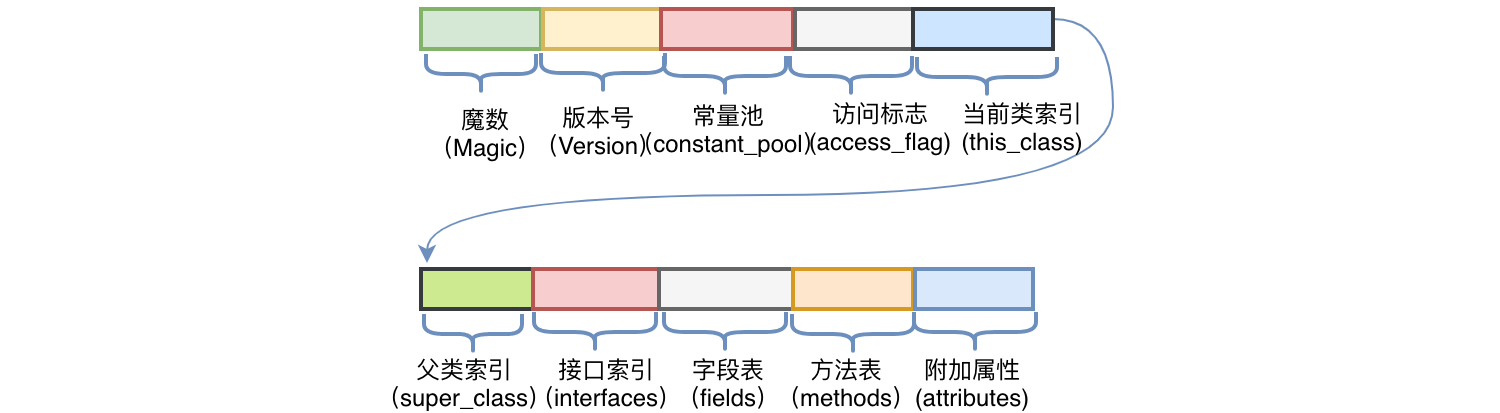 魔数
（Magic）
版本号
（Version)
常量池
(constant_pool)
访问标志
(access_flag)
当前类索引
(this_class)
父类索引
（super_class）
接口索引
（interfaces）
字段表
（fields）
方法表
（methods）
附加属性
(attributes)